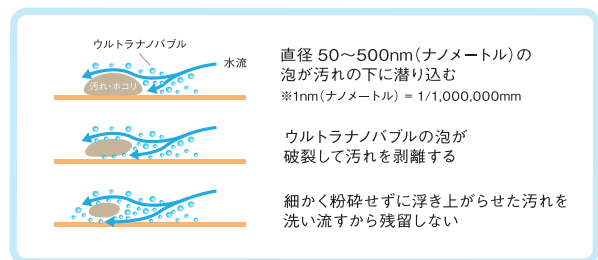 ウルトラナノバブル
水流
汚れ・ホコリ
直径 50〜500nm（ナノメートル）の
泡が汚れの下に潜り込む
※1nm（ナノメートル） = 1/1,000,000mm
ウルトラナノバブルの泡が
破裂して汚れを剥離する
細かく粉砕せずに浮き上がらせた汚れを
洗い流すから残留しない